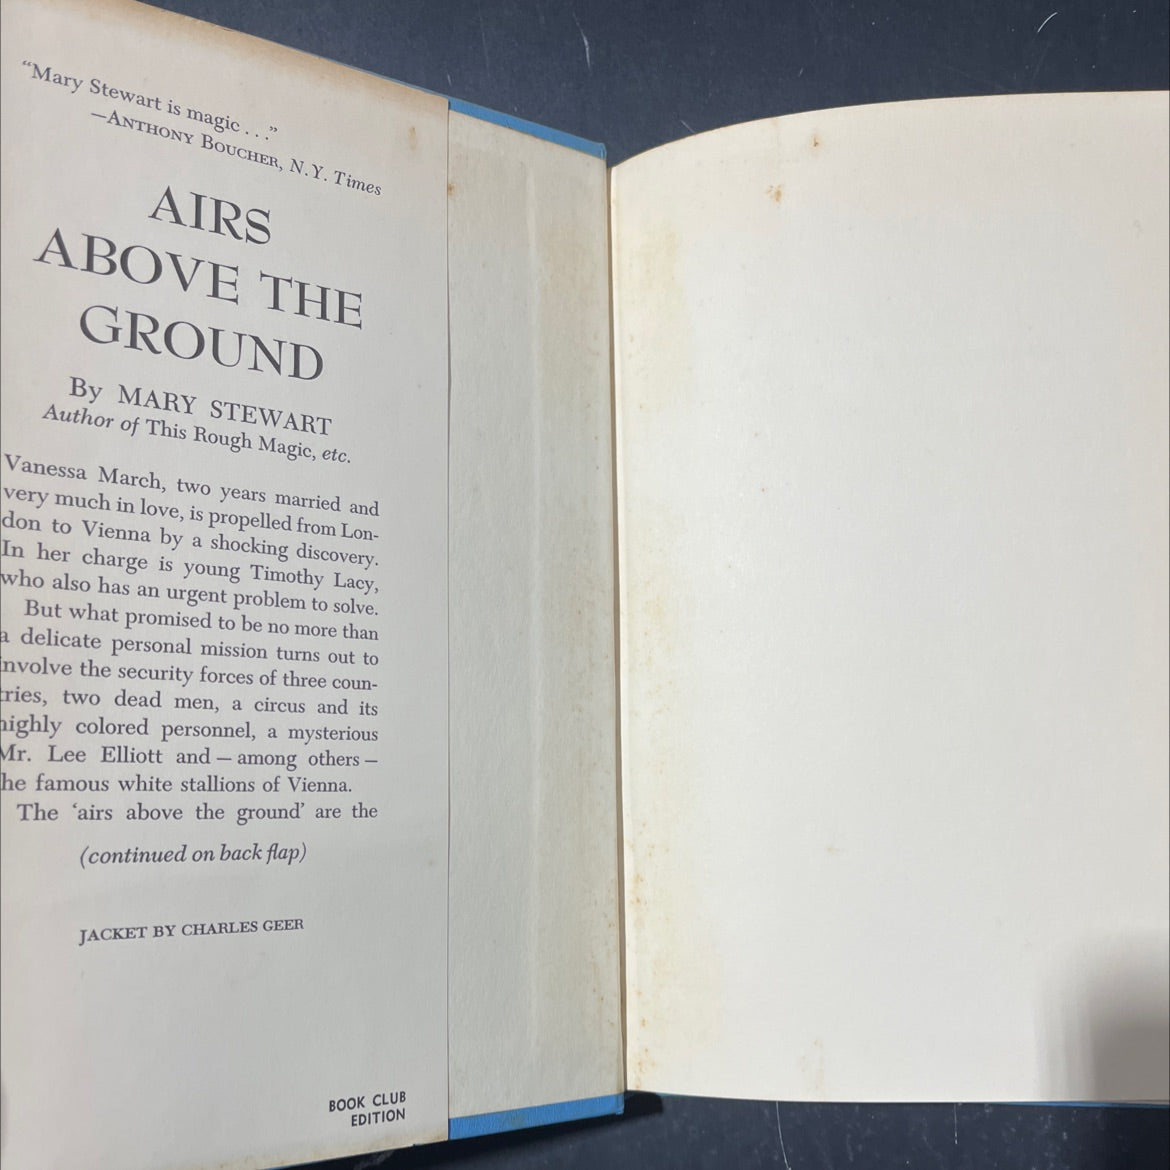 “Mary Stewart is magic . . .”
—ANTHONY BOUCHER, N.Y. Times
AIRS
ABOVE THE
GROUND
By MARY STEWART
Author of This Rough Magic, etc.
Vanessa March, two years married and
very much in love, is propelled from Lon-
don to Vienna by a shocking discovery.
In her charge is young Timothy Lacy,
who also has an urgent problem to solve.
But what promised to be no more than
a delicate personal mission turns out to
involve the security forces of three coun-
tries, two dead men, a circus and its
highly colored personnel, a mysterious
Mr. Lee Elliott and — among others —
he famous white stallions of Vienna.
The ‘airs above the ground’ are the
(continued on back flap)
JACKET BY CHARLES GEER
BOOK CLUB
EDITION